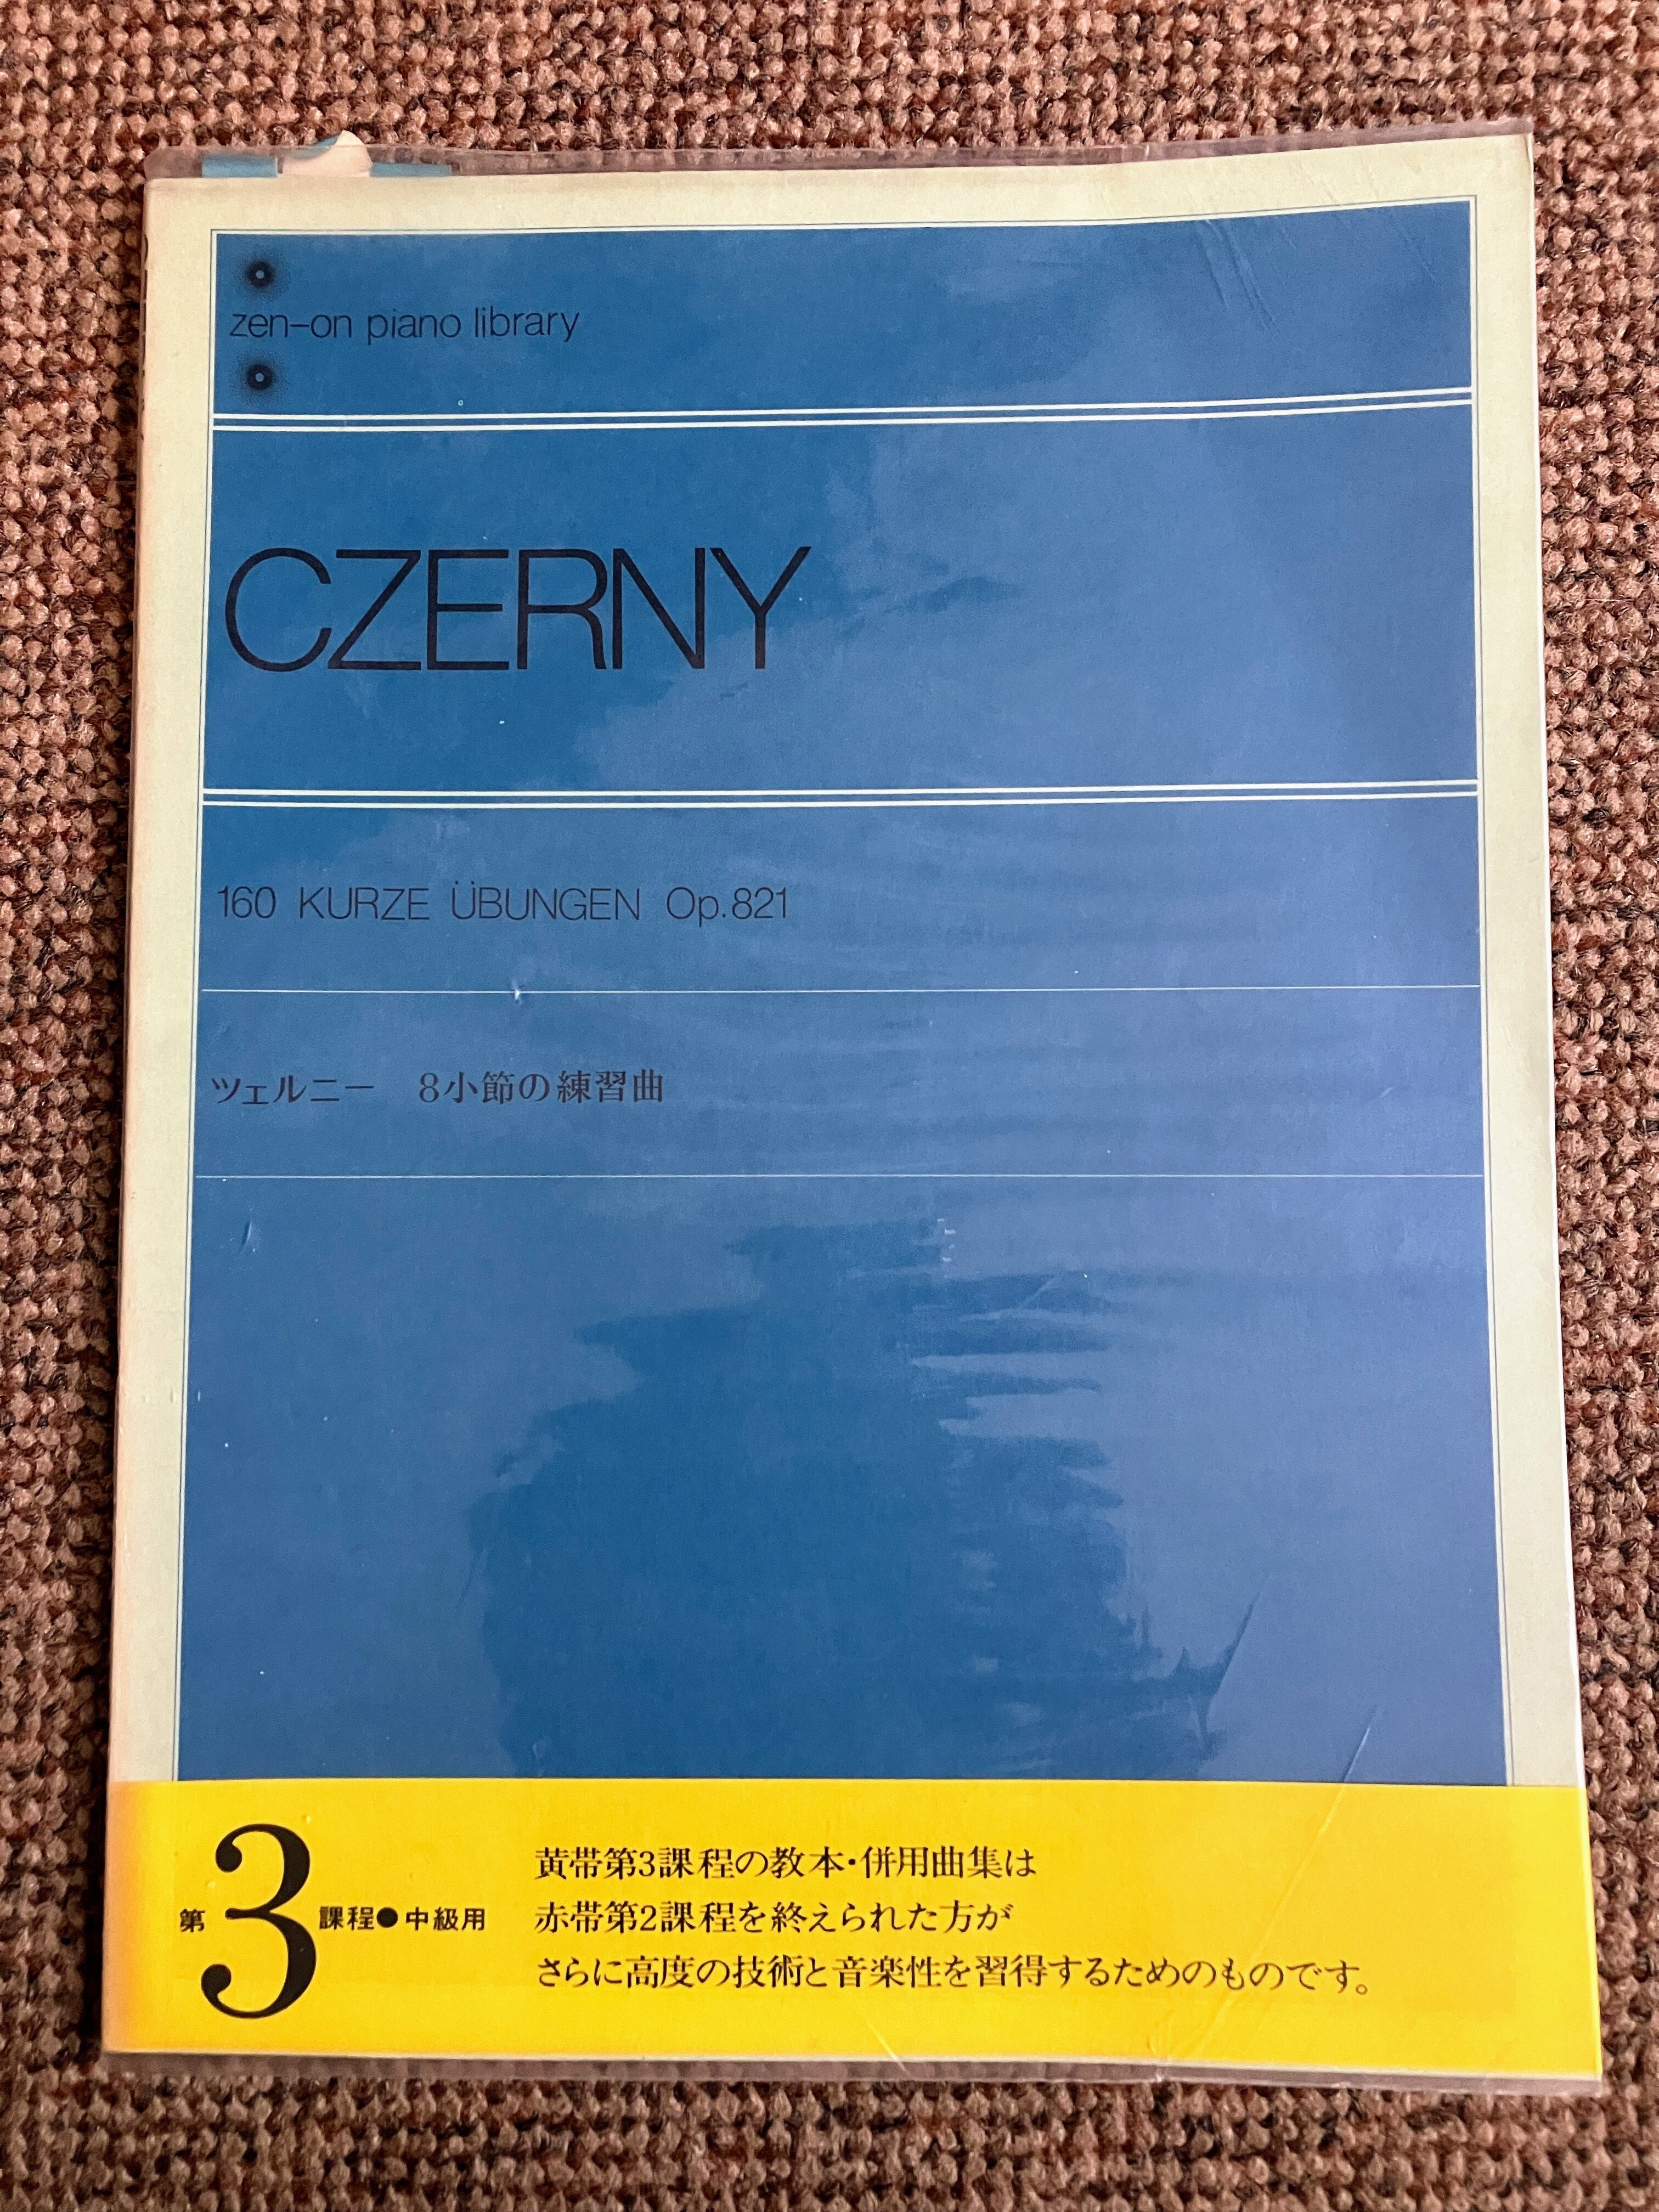 zen-on piano library
CZERNY
160 KURZE ÜBUNGEN Op.821
ツェルニー 8小節の練習曲
第3課程●中級用
黄帯第3課程の教本・併用曲集は
赤帯第2課程を終えられた方が
さらに高度の技術と音楽性を習得するためのものです。